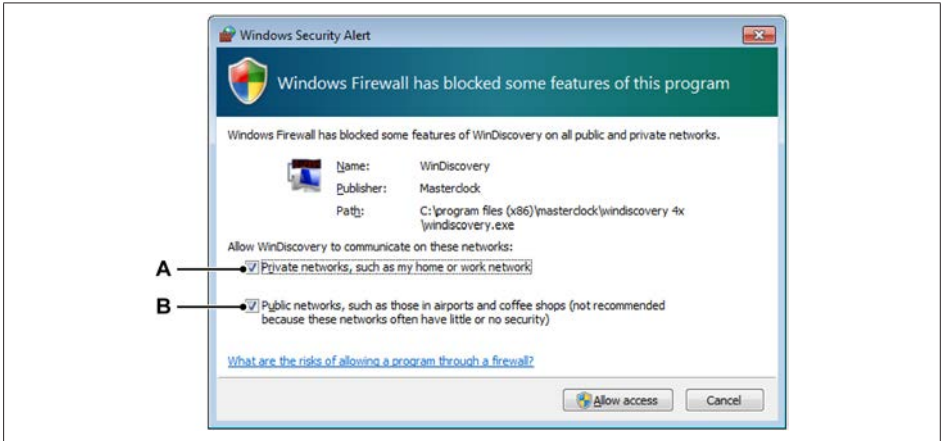 Windows Security Alert
Windows Firewall has blocked some features of this program
Windows Firewall has blocked some features of WinDiscovery on all public and private networks.
Name: WinDiscovery
Publisher: Masterclock
Path: C:\program files (x86)\masterclock\windiscovery 4x
\windiscovery.exe
Allow WinDiscovery to communicate on these networks:
A Private networks, such as my home or work network
B Public networks, such as those in airports and coffee shops (not recommended
because these networks often have little or no security)
What are the risks of allowing a program through a firewall?
Allow access Cancel